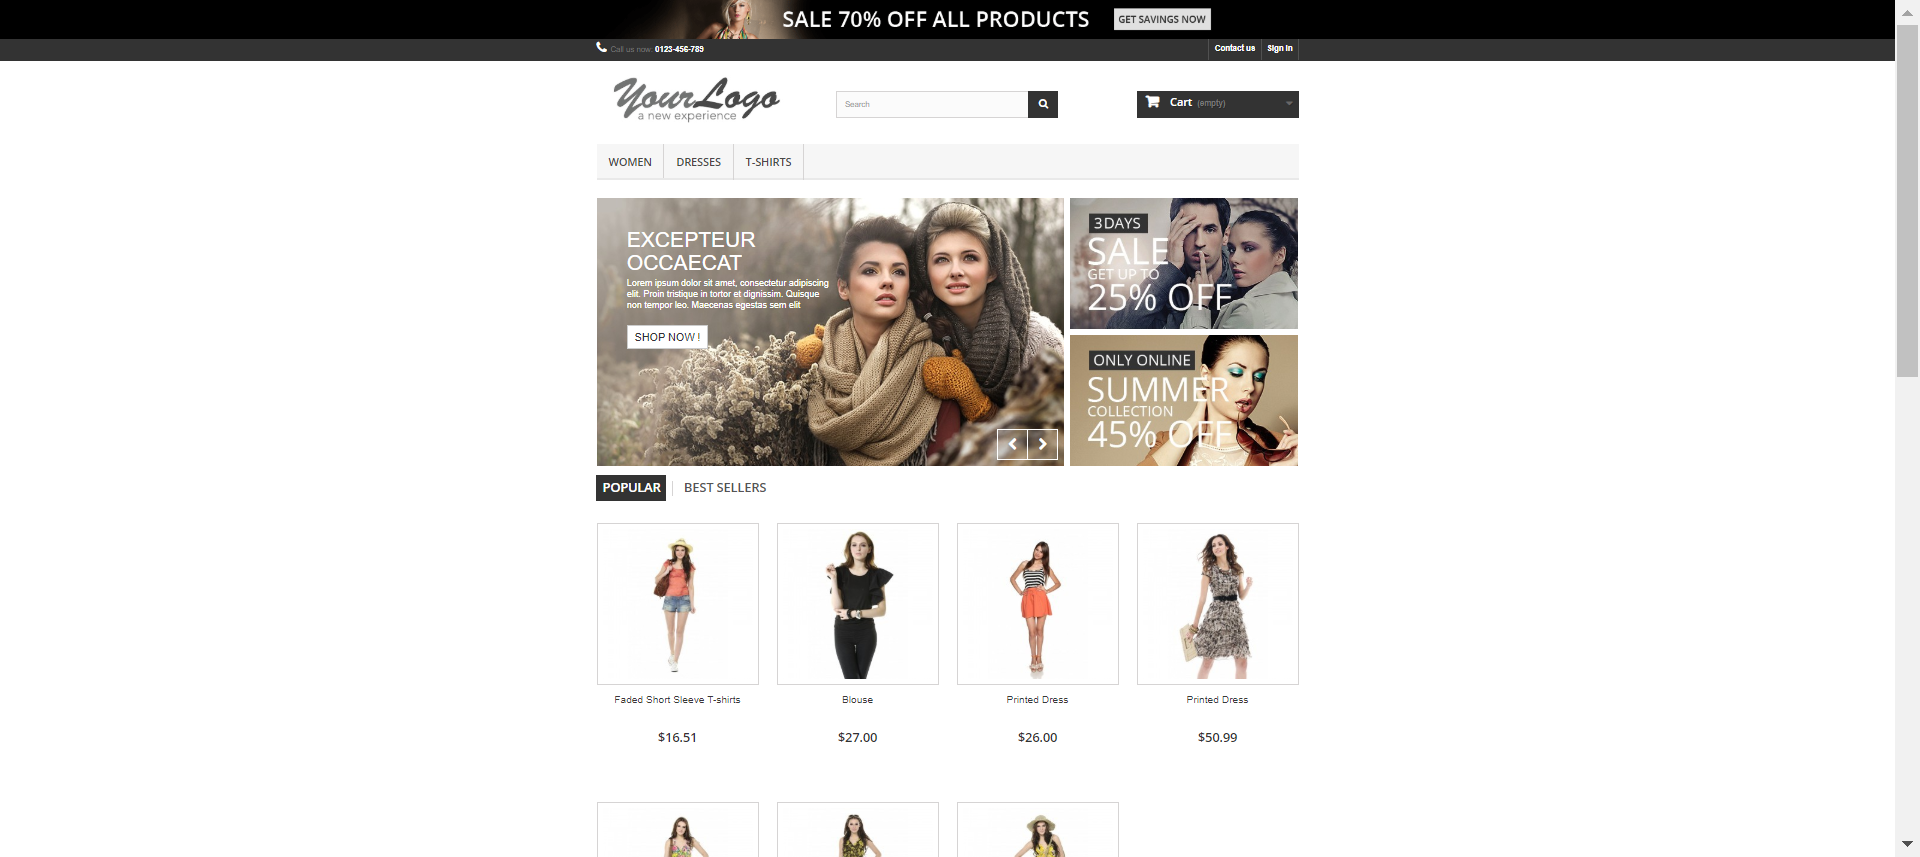 SALE 70% OFF ALL PRODUCTS
GET SAVINGS NOW
Call us now: 0123-456-789
Contact us
Sign in
YourLogo
a new experience
Search
Cart (empty)
WOMEN
DRESSES
T-SHIRTS
EXCEPTEUR
OCCAECAT
Lorem ipsum dolor sit amet, consectetur adipiscing
elit. Proin tristique in tortor et dignissim. Quisque
non tempor leo. Maecenas egestas sem elit
SHOP NOW !
3DAYS
SALE
GET UP TO
25% OFF
ONLY ONLINE
SUMMER
COLLECTION
45% OFF
POPULAR
BEST SELLERS
Faded Short Sleeve T-shirts
$16.51
Blouse
$27.00
Printed Dress
$26.00
Printed Dress
$50.99